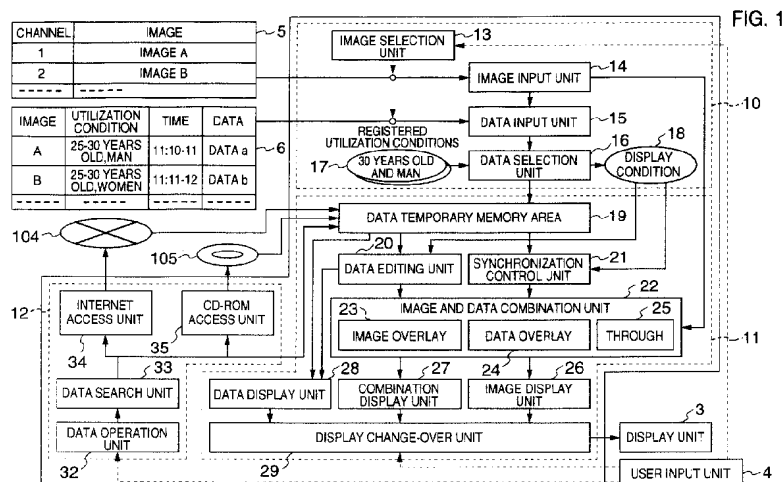 FIG. 1
CHANNEL IMAGE
1 IMAGE A
2 IMAGE B
5
IMAGE UTILIZATION CONDITION TIME DATA
A 25-30 YEARS OLD,MAN 11:10-11 DATA a
B 25-30 YEARS OLD,WOMEN 11:11-12 DATA b
6
IMAGE SELECTION UNIT
13
IMAGE INPUT UNIT
14
DATA INPUT UNIT
15
10
REGISTERED UTILIZATION CONDITIONS
17
30 YEARS OLD AND MAN
DATA SELECTION UNIT
16
18
DISPLAY CONDITION
DATA TEMPORARY MEMORY AREA
19
104
105
20
DATA EDITING UNIT
SYNCHRONIZATION CONTROL UNIT
21
IMAGE AND DATA COMBINATION UNIT
22
23
IMAGE OVERLAY
DATA OVERLAY
24
25
THROUGH
11
12
INTERNET ACCESS UNIT
34
CD-ROM ACCESS UNIT
35
33
DATA SEARCH UNIT
DATA OPERATION UNIT
32
DATA DISPLAY UNIT
28
COMBINATION DISPLAY UNIT
27
IMAGE DISPLAY UNIT
26
DISPLAY CHANGE-OVER UNIT
29
3
DISPLAY UNIT
USER INPUT UNIT
4